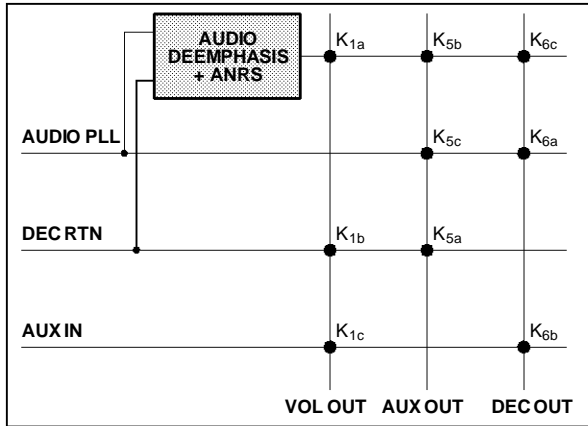 AUDIO
DEEMPHASIS
+ ANRS
K1a
K5b
K6c
AUDIO PLL
K5c
K6a
DEC RTN
K1b
K5a
AUX IN
K1c
K6b
VOL OUT
AUX OUT
DEC OUT